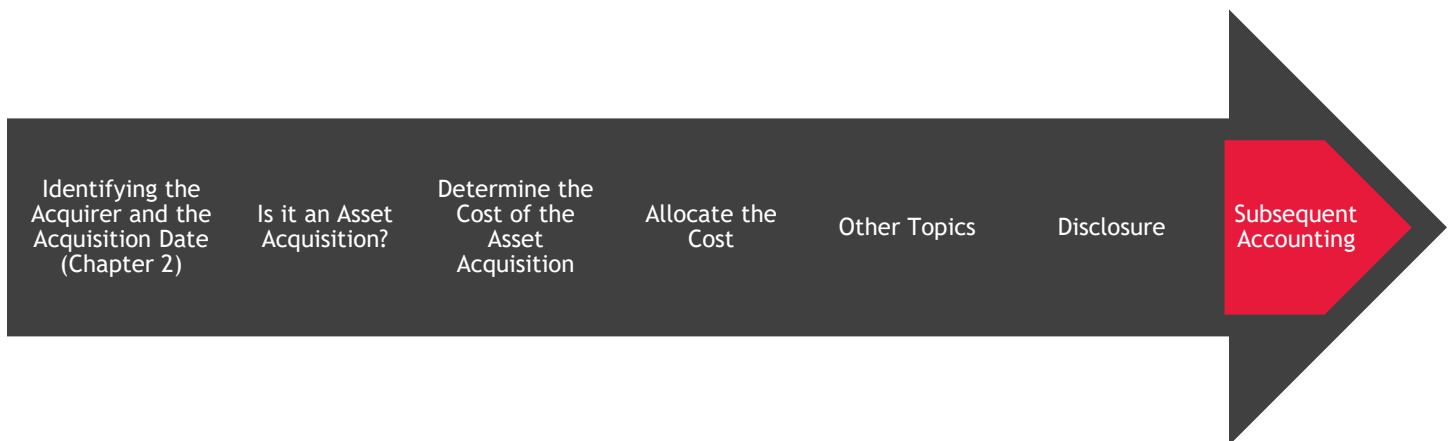 Identifying the
Acquirer and the
Acquisition Date
(Chapter 2)
Is it an Asset
Acquisition?
Determine the
Cost of the
Asset
Acquisition
Allocate the
Cost
Other Topics
Disclosure
Subsequent
Accounting